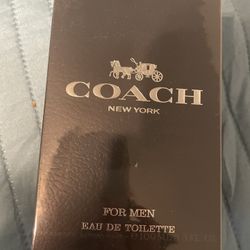 COACH
NEW YORK
FOR MEN
EAU DE TOILETTE